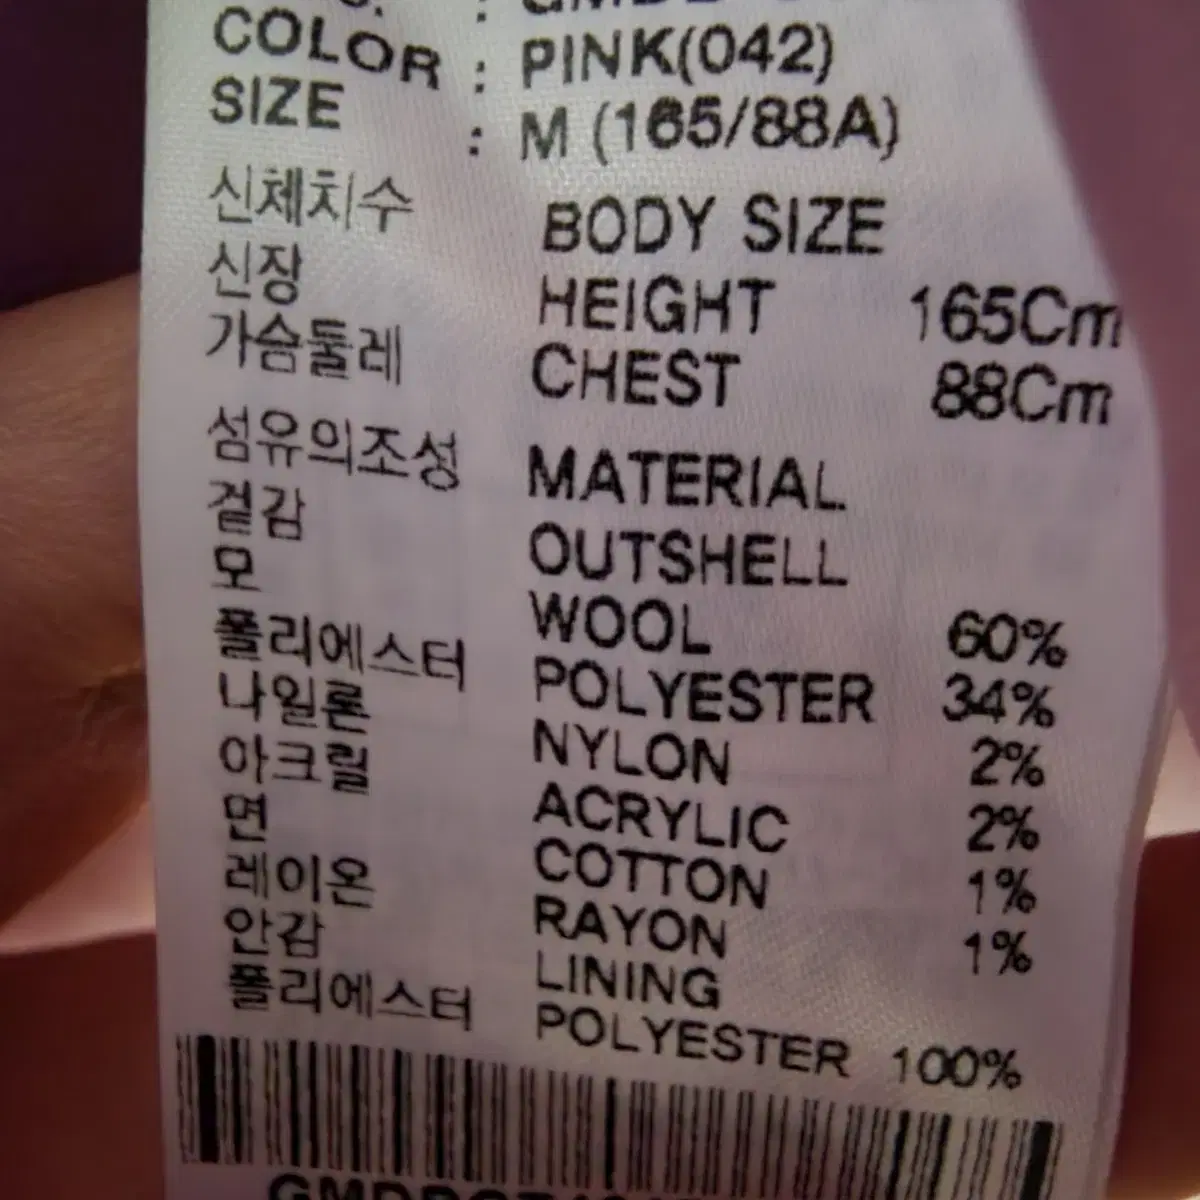 COLOR : PINK(042)
SIZE : M (165/88A)
신체치수 BODY SIZE
신장 HEIGHT 165Cm
가슴둘레 CHEST 88Cm
섬유의조성 MATERIAL
겉감 OUTSHELL
모 WOOL 60%
폴리에스터 POLYESTER 34%
나일론 NYLON 2%
아크릴 ACRYLIC 2%
면 COTTON 1%
레이온 RAYON 1%
안감 LINING
폴리에스터 POLYESTER 100%